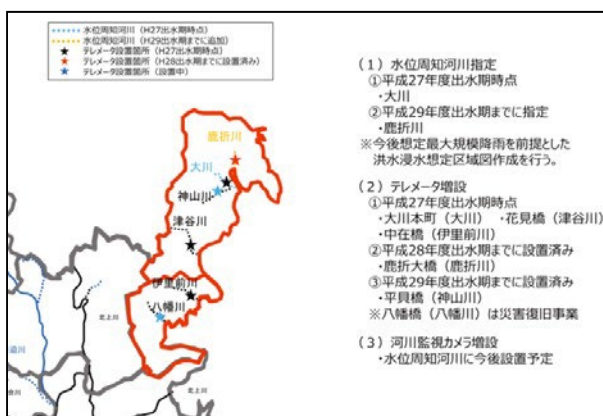 水位周知河川（H27出水期時点）
水位周知河川（H29出水期までに追加）
テレメータ設置箇所（H27出水期時点）
テレメータ設置箇所（H28出水期までに設置済み）
テレメータ設置箇所（設置中）
鹿折川
大川
神山川
津谷川
伊里前川
八幡川
北上川
北上川
（１）水位周知河川指定
①平成27年度出水期時点
・大川
②平成29年度出水期までに指定
・鹿折川
※今後想定最大規模降雨を前提とした
洪水浸水想定区域図作成を行う。
（２）テレメータ増設
①平成27年度出水期時点
・大川本町（大川） ・花見橋（津谷川）
・中在橋（伊里前川）
②平成28年度出水期までに設置済み
・鹿折大橋（鹿折川）
③平成29年度出水期までに設置済み
・平貝橋（神山川）
※八幡橋（八幡川）は災害復旧事業
（３）河川監視カメラ増設
・水位周知河川に今後設置予定